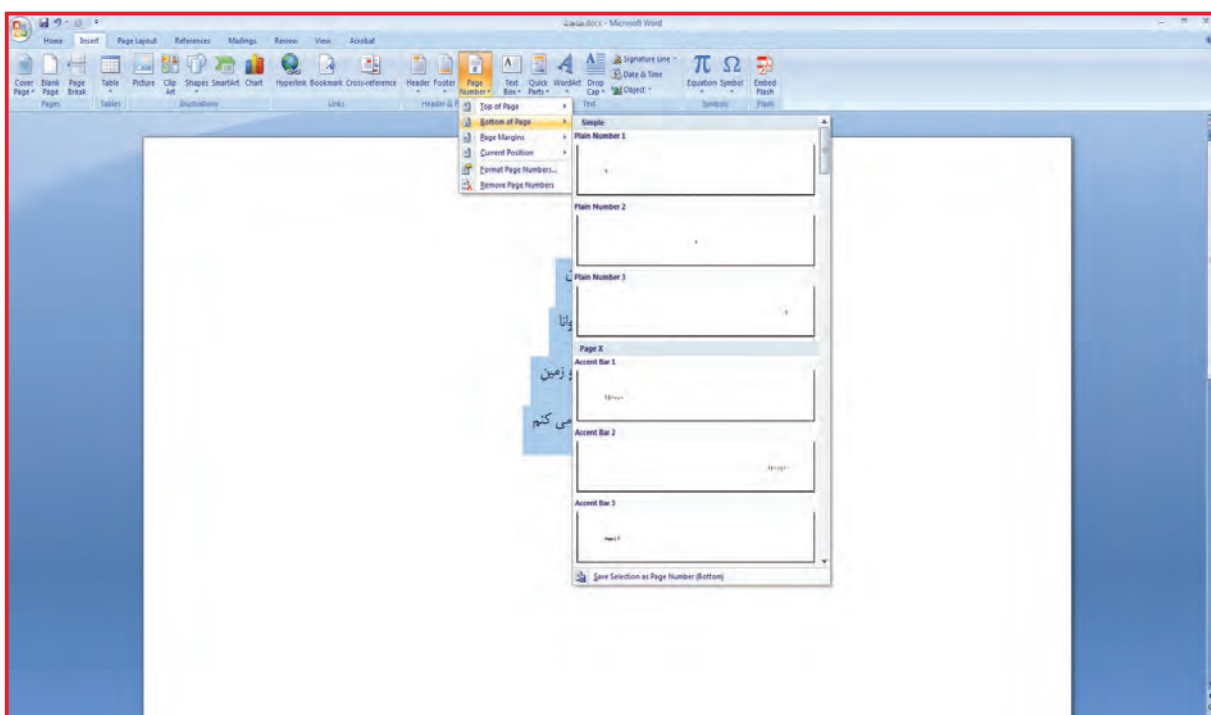 مناجات.docx - Microsoft Word
Home Insert Page Layout References Mailings Review View Acrobat
Cover Page Blank Page Page Break Table Picture Clip Art Shapes SmartArt Chart Hyperlink Bookmark Cross-reference Header Footer Page Number Text Box Quick Parts WordArt Drop Cap Signature Line Date & Time Object Equation Symbol Embed Flash
Pages Tables Illustrations Links Header & F Text Symbols Flash
Top of Page
Bottom of Page
Page Margins
Current Position
Format Page Numbers...
Remove Page Numbers
Simple
Plain Number 1
Plain Number 2
Plain Number 3
Page X
Accent Bar 1
Accent Bar 2
Accent Bar 3
Save Selection as Page Number (Bottom)
و زمین
می کنم